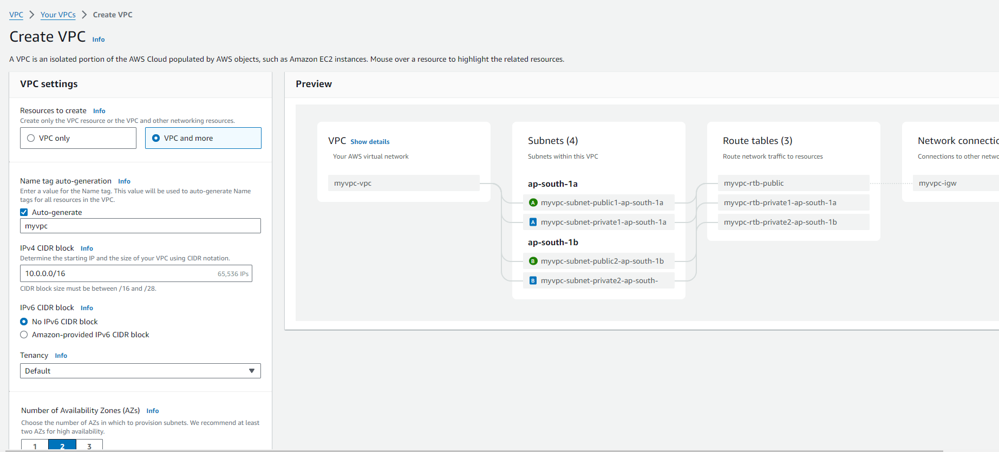 VPC > Your VPCs > Create VPC
Create VPC Info
A VPC is an isolated portion of the AWS Cloud populated by AWS objects, such as Amazon EC2 instances. Mouse over a resource to highlight the related resources.
VPC settings
Resources to create Info
Create only the VPC resource or the VPC and other networking resources.
VPC only
VPC and more
Name tag auto-generation Info
Enter a value for the Name tag. This value will be used to auto-generate Name
tags for all resources in the VPC.
Auto-generate
myvpc
IPv4 CIDR block Info
Determine the starting IP and the size of your VPC using CIDR notation.
10.0.0.0/16 65,536 IPs
CIDR block size must be between /16 and /28.
IPv6 CIDR block Info
No IPv6 CIDR block
Amazon-provided IPv6 CIDR block
Tenancy Info
Default
Number of Availability Zones (AZs) Info
Choose the number of AZs in which to provision subnets. We recommend at least
two AZs for high availability.
1 2 3
Preview
VPC Show details
Your AWS virtual network
myvpc-vpc
Subnets (4)
Subnets within this VPC
ap-south-1a
A myvpc-subnet-public1-ap-south-1a
A myvpc-subnet-private1-ap-south-1a
ap-south-1b
B myvpc-subnet-public2-ap-south-1b
B myvpc-subnet-private2-ap-south-
Route tables (3)
Route network traffic to resources
myvpc-rtb-public
myvpc-rtb-private1-ap-south-1a
myvpc-rtb-private2-ap-south-1b
Network connectio
Connections to other netwo
myvpc-igw